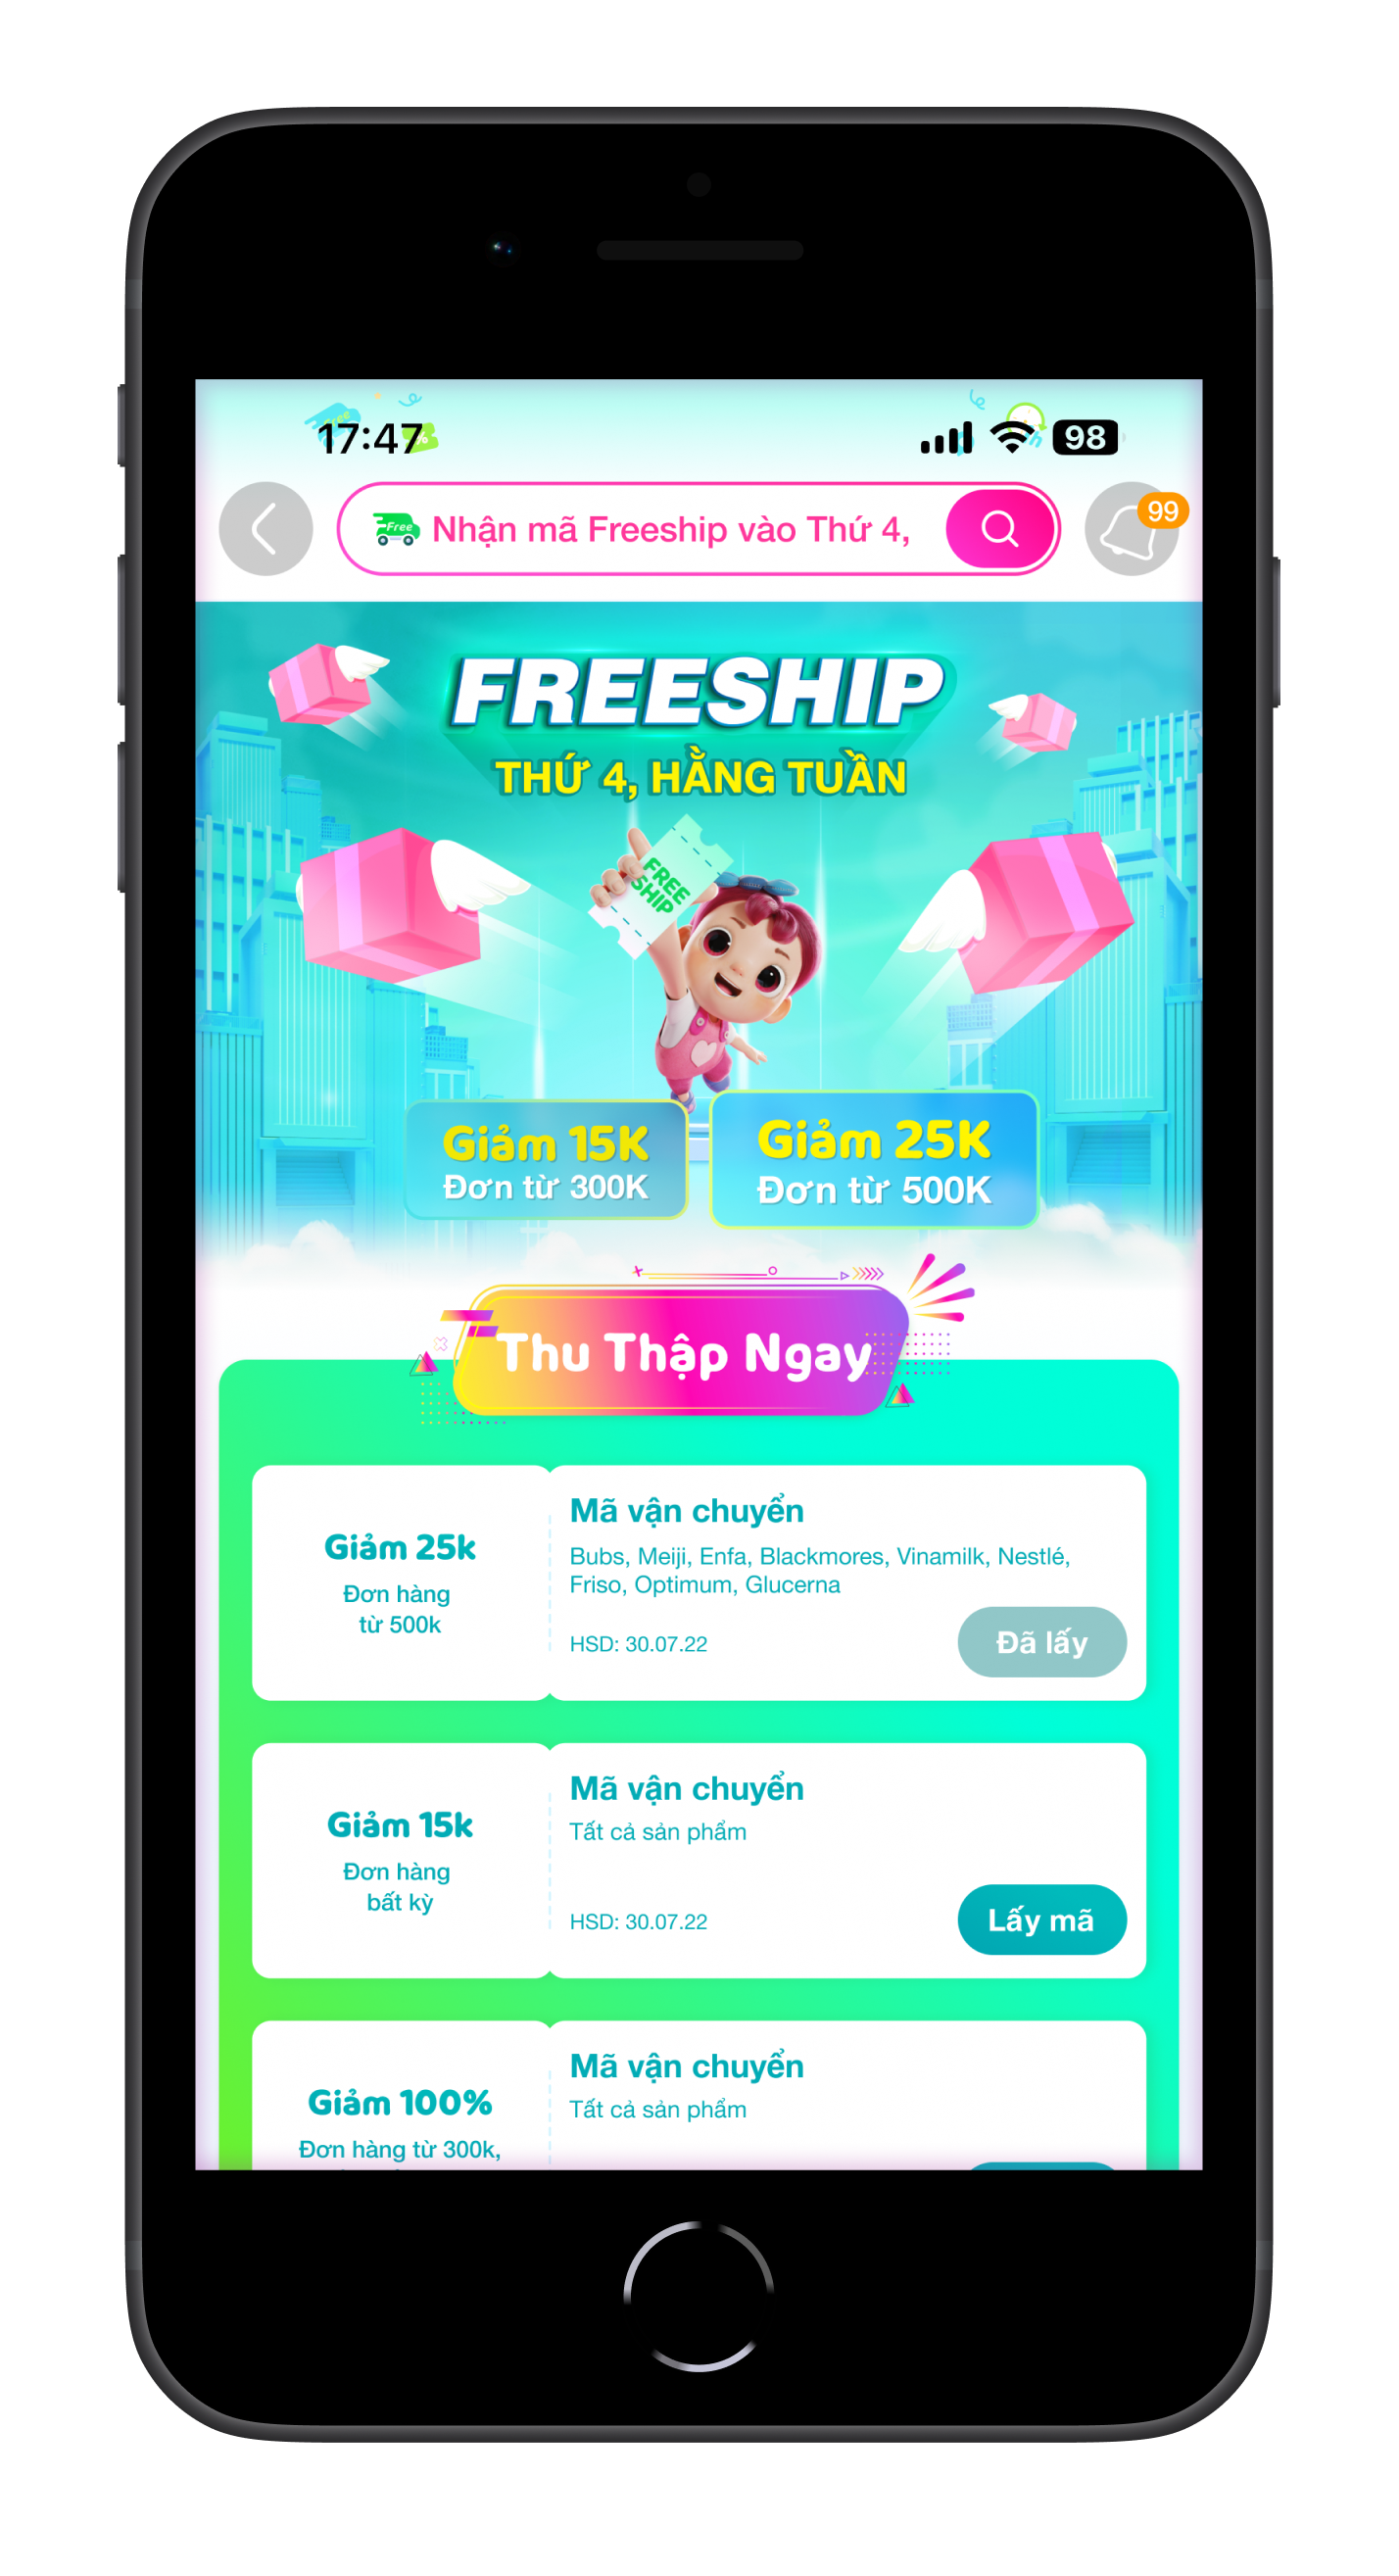 17:47
98
Free
Nhận mã Freeship vào Thứ 4,
99
FREESHIP
THỨ 4, HẰNG TUẦN
FREE
SHIP
Giảm 15K
Đơn từ 300K
Giảm 25K
Đơn từ 500K
Thu Thập Ngay
Giảm 25k
Đơn hàng
từ 500k
Mã vận chuyển
Bubs, Meiji, Enfa, Blackmores, Vinamilk, Nestlé,
Friso, Optimum, Glucerna
HSD: 30.07.22
Đã lấy
Giảm 15k
Đơn hàng
bất kỳ
Mã vận chuyển
Tất cả sản phẩm
HSD: 30.07.22
Lấy mã
Giảm 100%
Đơn hàng từ 300k,
Mã vận chuyển
Tất cả sản phẩm